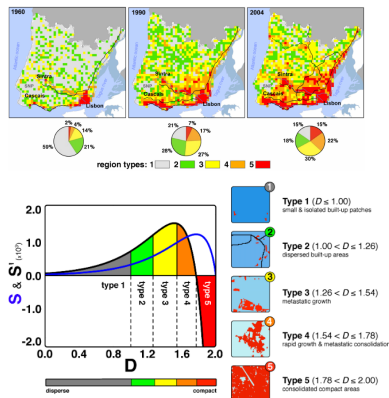 1960
1990
2004
Sintra
Cascais
Lisbon
Sintra
Cascais
Lisbon
Sintra
Cascais
Lisbon
2%
4%
14%
21%
59%
21%
7%
17%
27%
28%
15%
15%
22%
30%
18%
region types: 1 2 3 4 5
S & S' (x10³)
2.0
1.0
0.0
-1.0
-2.0
type 1
type 2
type 3
type 4
type 5
0.0 0.4 0.8 1.2 1.6 2.0
D
disperse
compact
1
Type 1 (D ≤ 1.00)
small & isolated built-up patches
2
Type 2 (1.00 < D ≤ 1.26)
dispersed built-up areas
3
Type 3 (1.26 < D ≤ 1.54)
metastatic growth
4
Type 4 (1.54 < D ≤ 1.78)
rapid growth & metastatic consolidation
5
Type 5 (1.78 < D ≤ 2.00)
consolidated compact areas